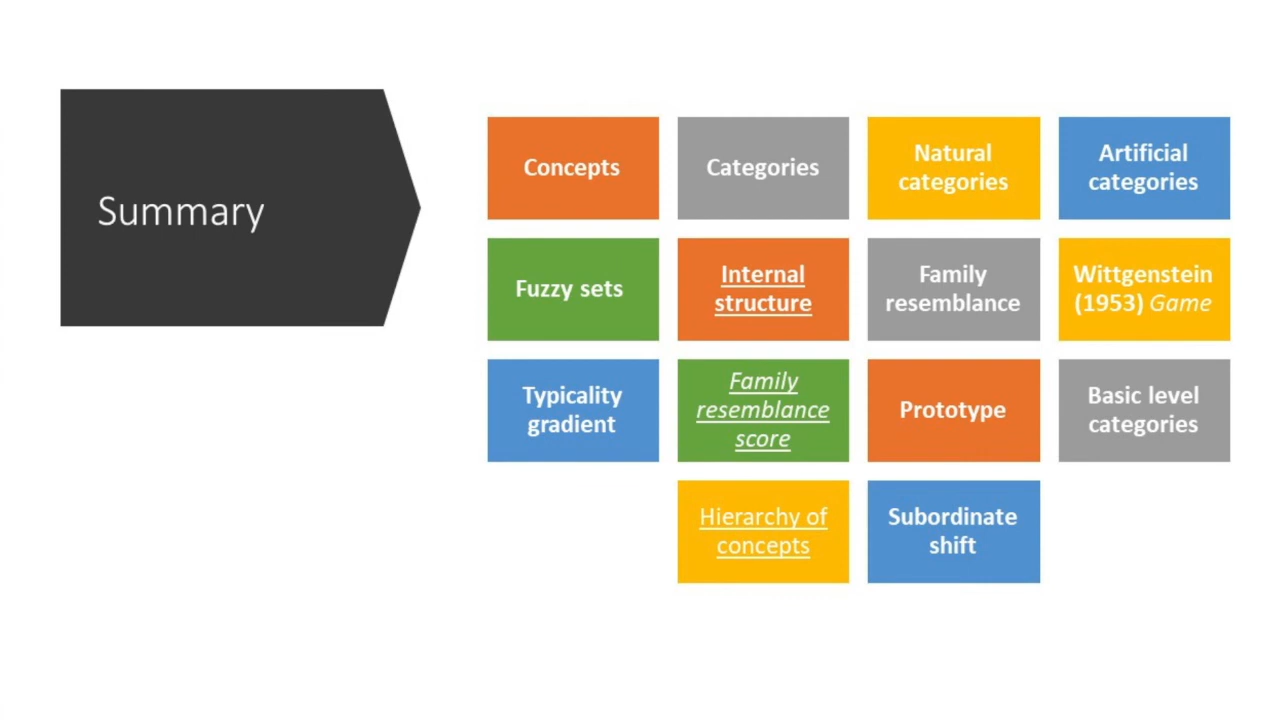 Summary
Concepts
Categories
Natural
categories
Artificial
categories
Fuzzy sets
Internal
structure
Family
resemblance
Wittgenstein
(1953) Game
Typicality
gradient
Family
resemblance
score
Prototype
Basic level
categories
Hierarchy of
concepts
Subordinate
shift